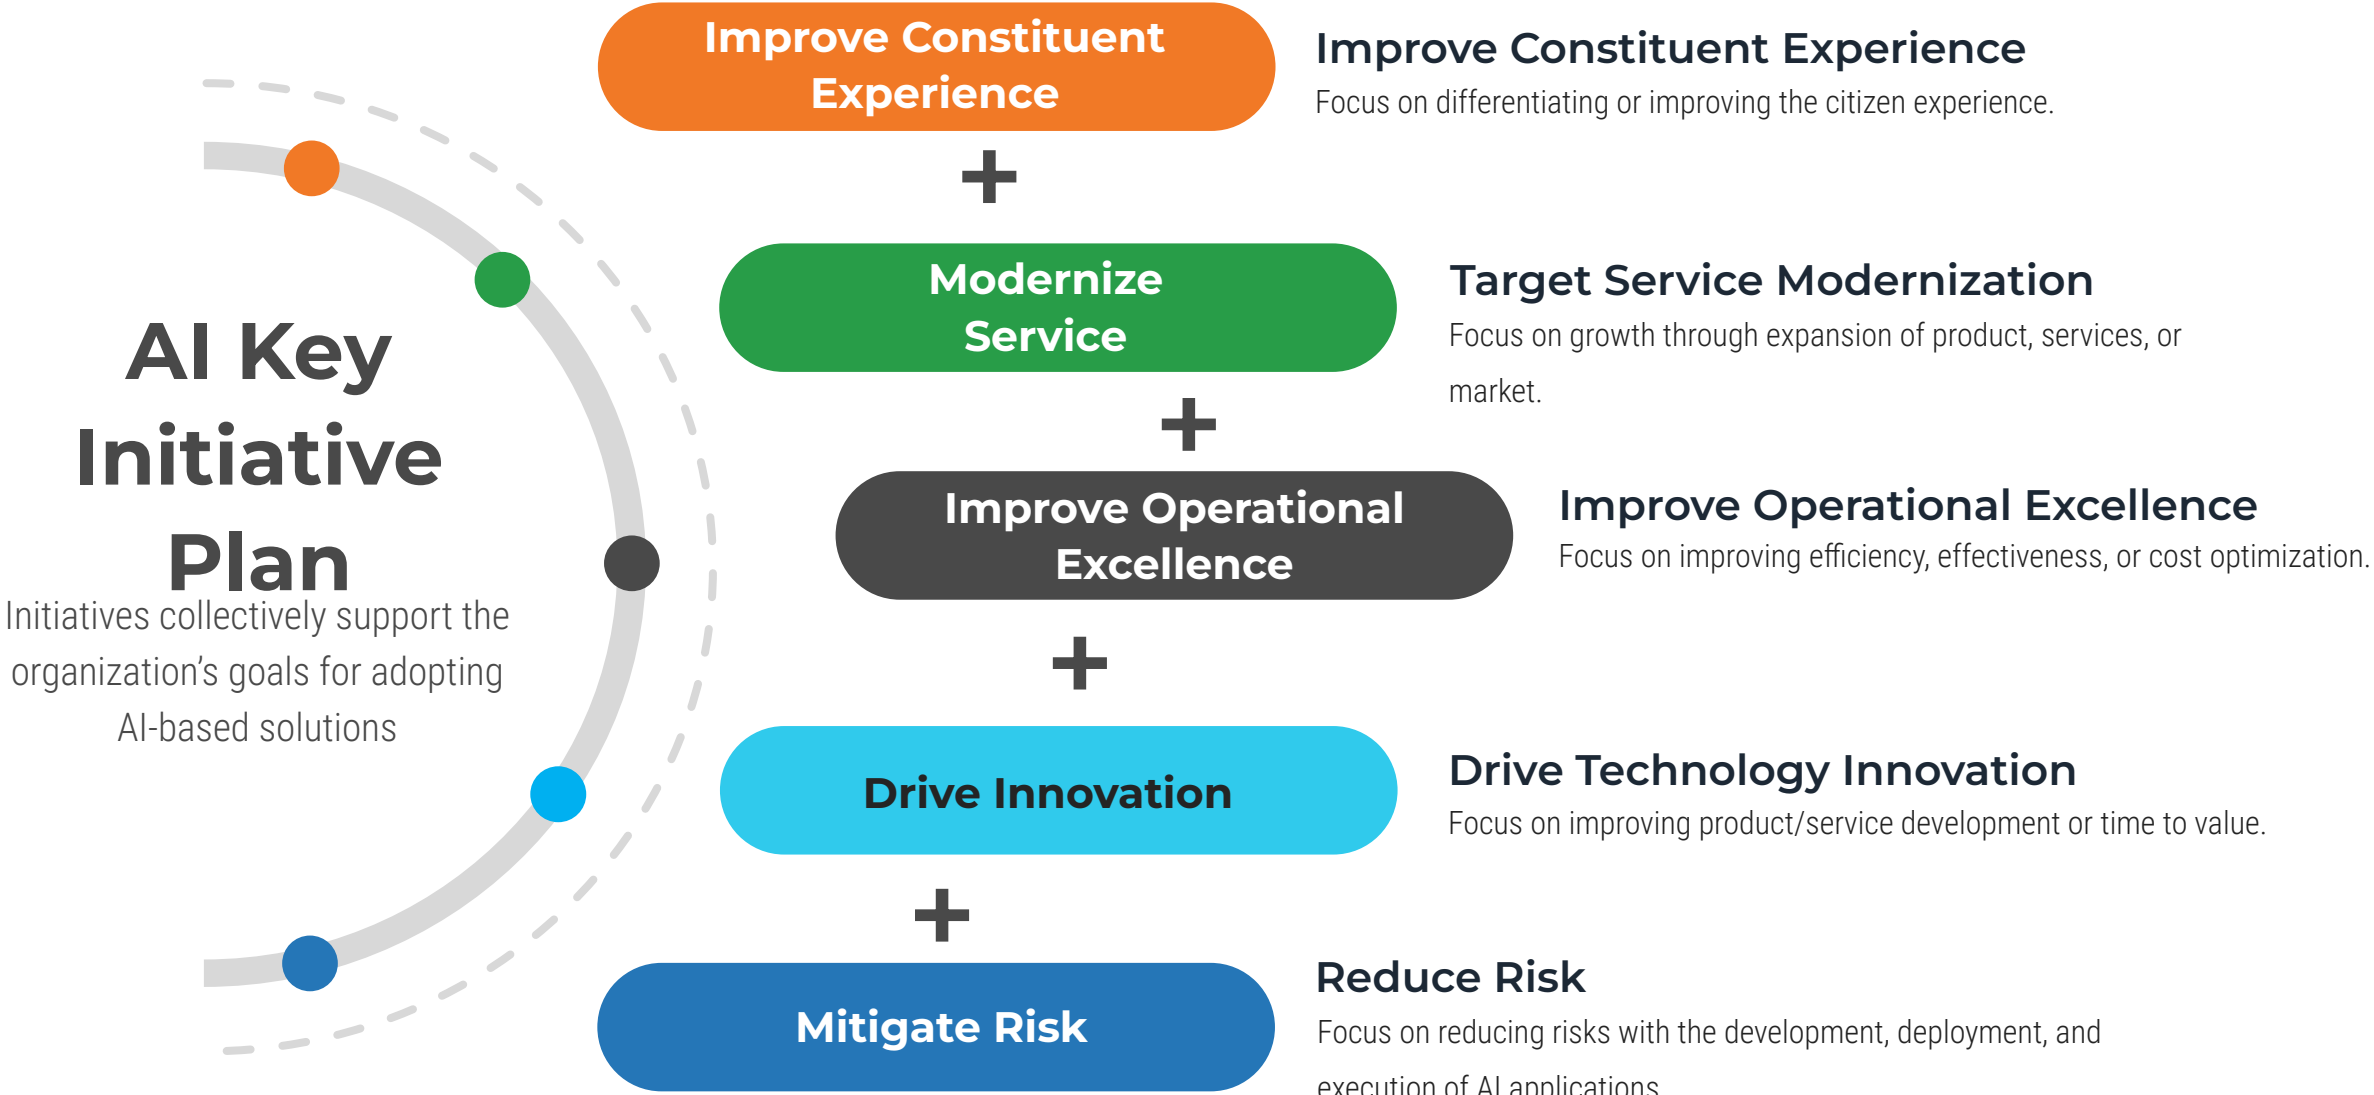 AI Key
Initiative
Plan
Initiatives collectively support the
organization’s goals for adopting
AI-based solutions
Improve Constituent
Experience
Improve Constituent Experience
Focus on differentiating or improving the citizen experience.
+
Modernize
Service
Target Service Modernization
Focus on growth through expansion of product, services, or
market.
+
Improve Operational
Excellence
Improve Operational Excellence
Focus on improving efficiency, effectiveness, or cost optimization.
+
Drive Innovation
Drive Technology Innovation
Focus on improving product/service development or time to value.
+
Mitigate Risk
Reduce Risk
Focus on reducing risks with the development, deployment, and
execution of AI applications